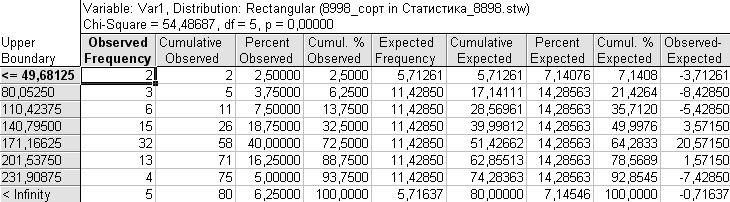 Variable: Var1, Distribution: Rectangular (8998_сорт in Статистика_8898.stw)
Chi-Square = 54,48687, df = 5, p = 0,00000
Upper Boundary Observed Frequency Cumulative Observed Percent Observed Cumul. % Observed Expected Frequency Cumulative Expected Percent Expected Cumul. % Expected Observed- Expected
<= 49,68125 2 2 2,50000 2,5000 5,71261 5,71261 7,14076 7,1408 -3,71261
80,05250 3 5 3,75000 6,2500 11,42850 17,14111 14,28563 21,4264 -8,42850
110,42375 6 11 7,50000 13,7500 11,42850 28,56961 14,28563 35,7120 -5,42850
140,79500 15 26 18,75000 32,5000 11,42850 39,99812 14,28563 49,9976 3,57150
171,16625 32 58 40,00000 72,5000 11,42850 51,42662 14,28563 64,2833 20,57150
201,53750 13 71 16,25000 88,7500 11,42850 62,85513 14,28563 78,5689 1,57150
231,90875 4 75 5,00000 93,7500 11,42850 74,28363 14,28563 92,8545 -7,42850
< Infinity 5 80 6,25000 100,0000 5,71637 80,00000 7,14546 100,0000 -0,71637